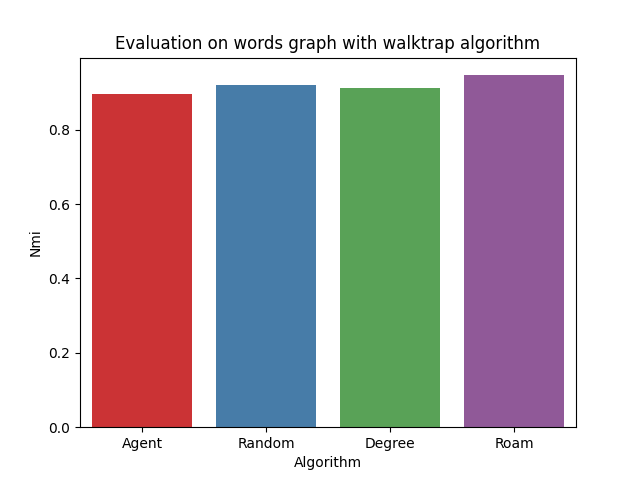 Evaluation on words graph with walktrap algorithm
0.8
0.6
0.4
0.2
0.0
Nmi
Agent Random Degree Roam
Algorithm